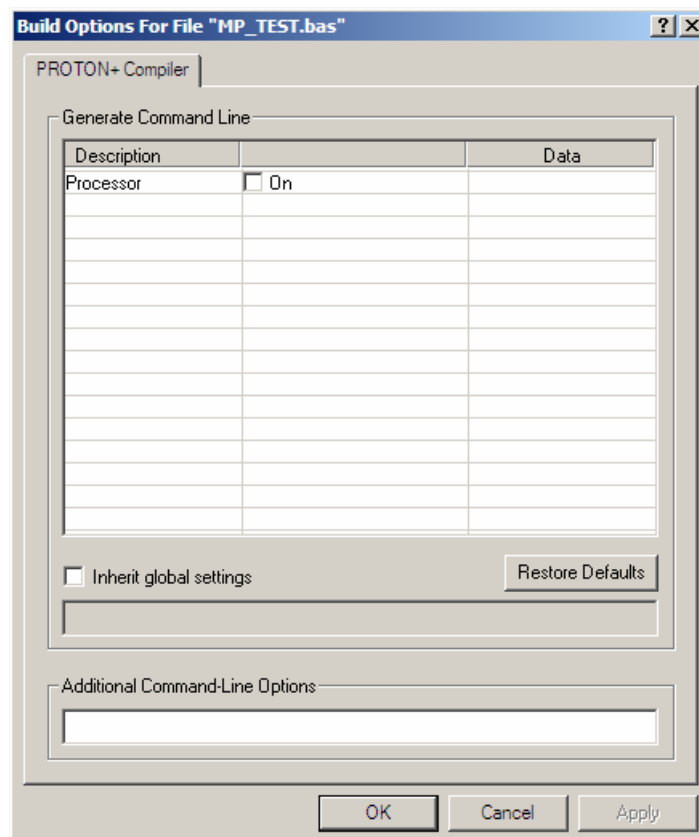 Build Options For File "MP_TEST.bas"
PROTON+ Compiler
Generate Command Line
Description Data
Processor On
Inherit global settings Restore Defaults
Additional Command-Line Options
OK Cancel Apply